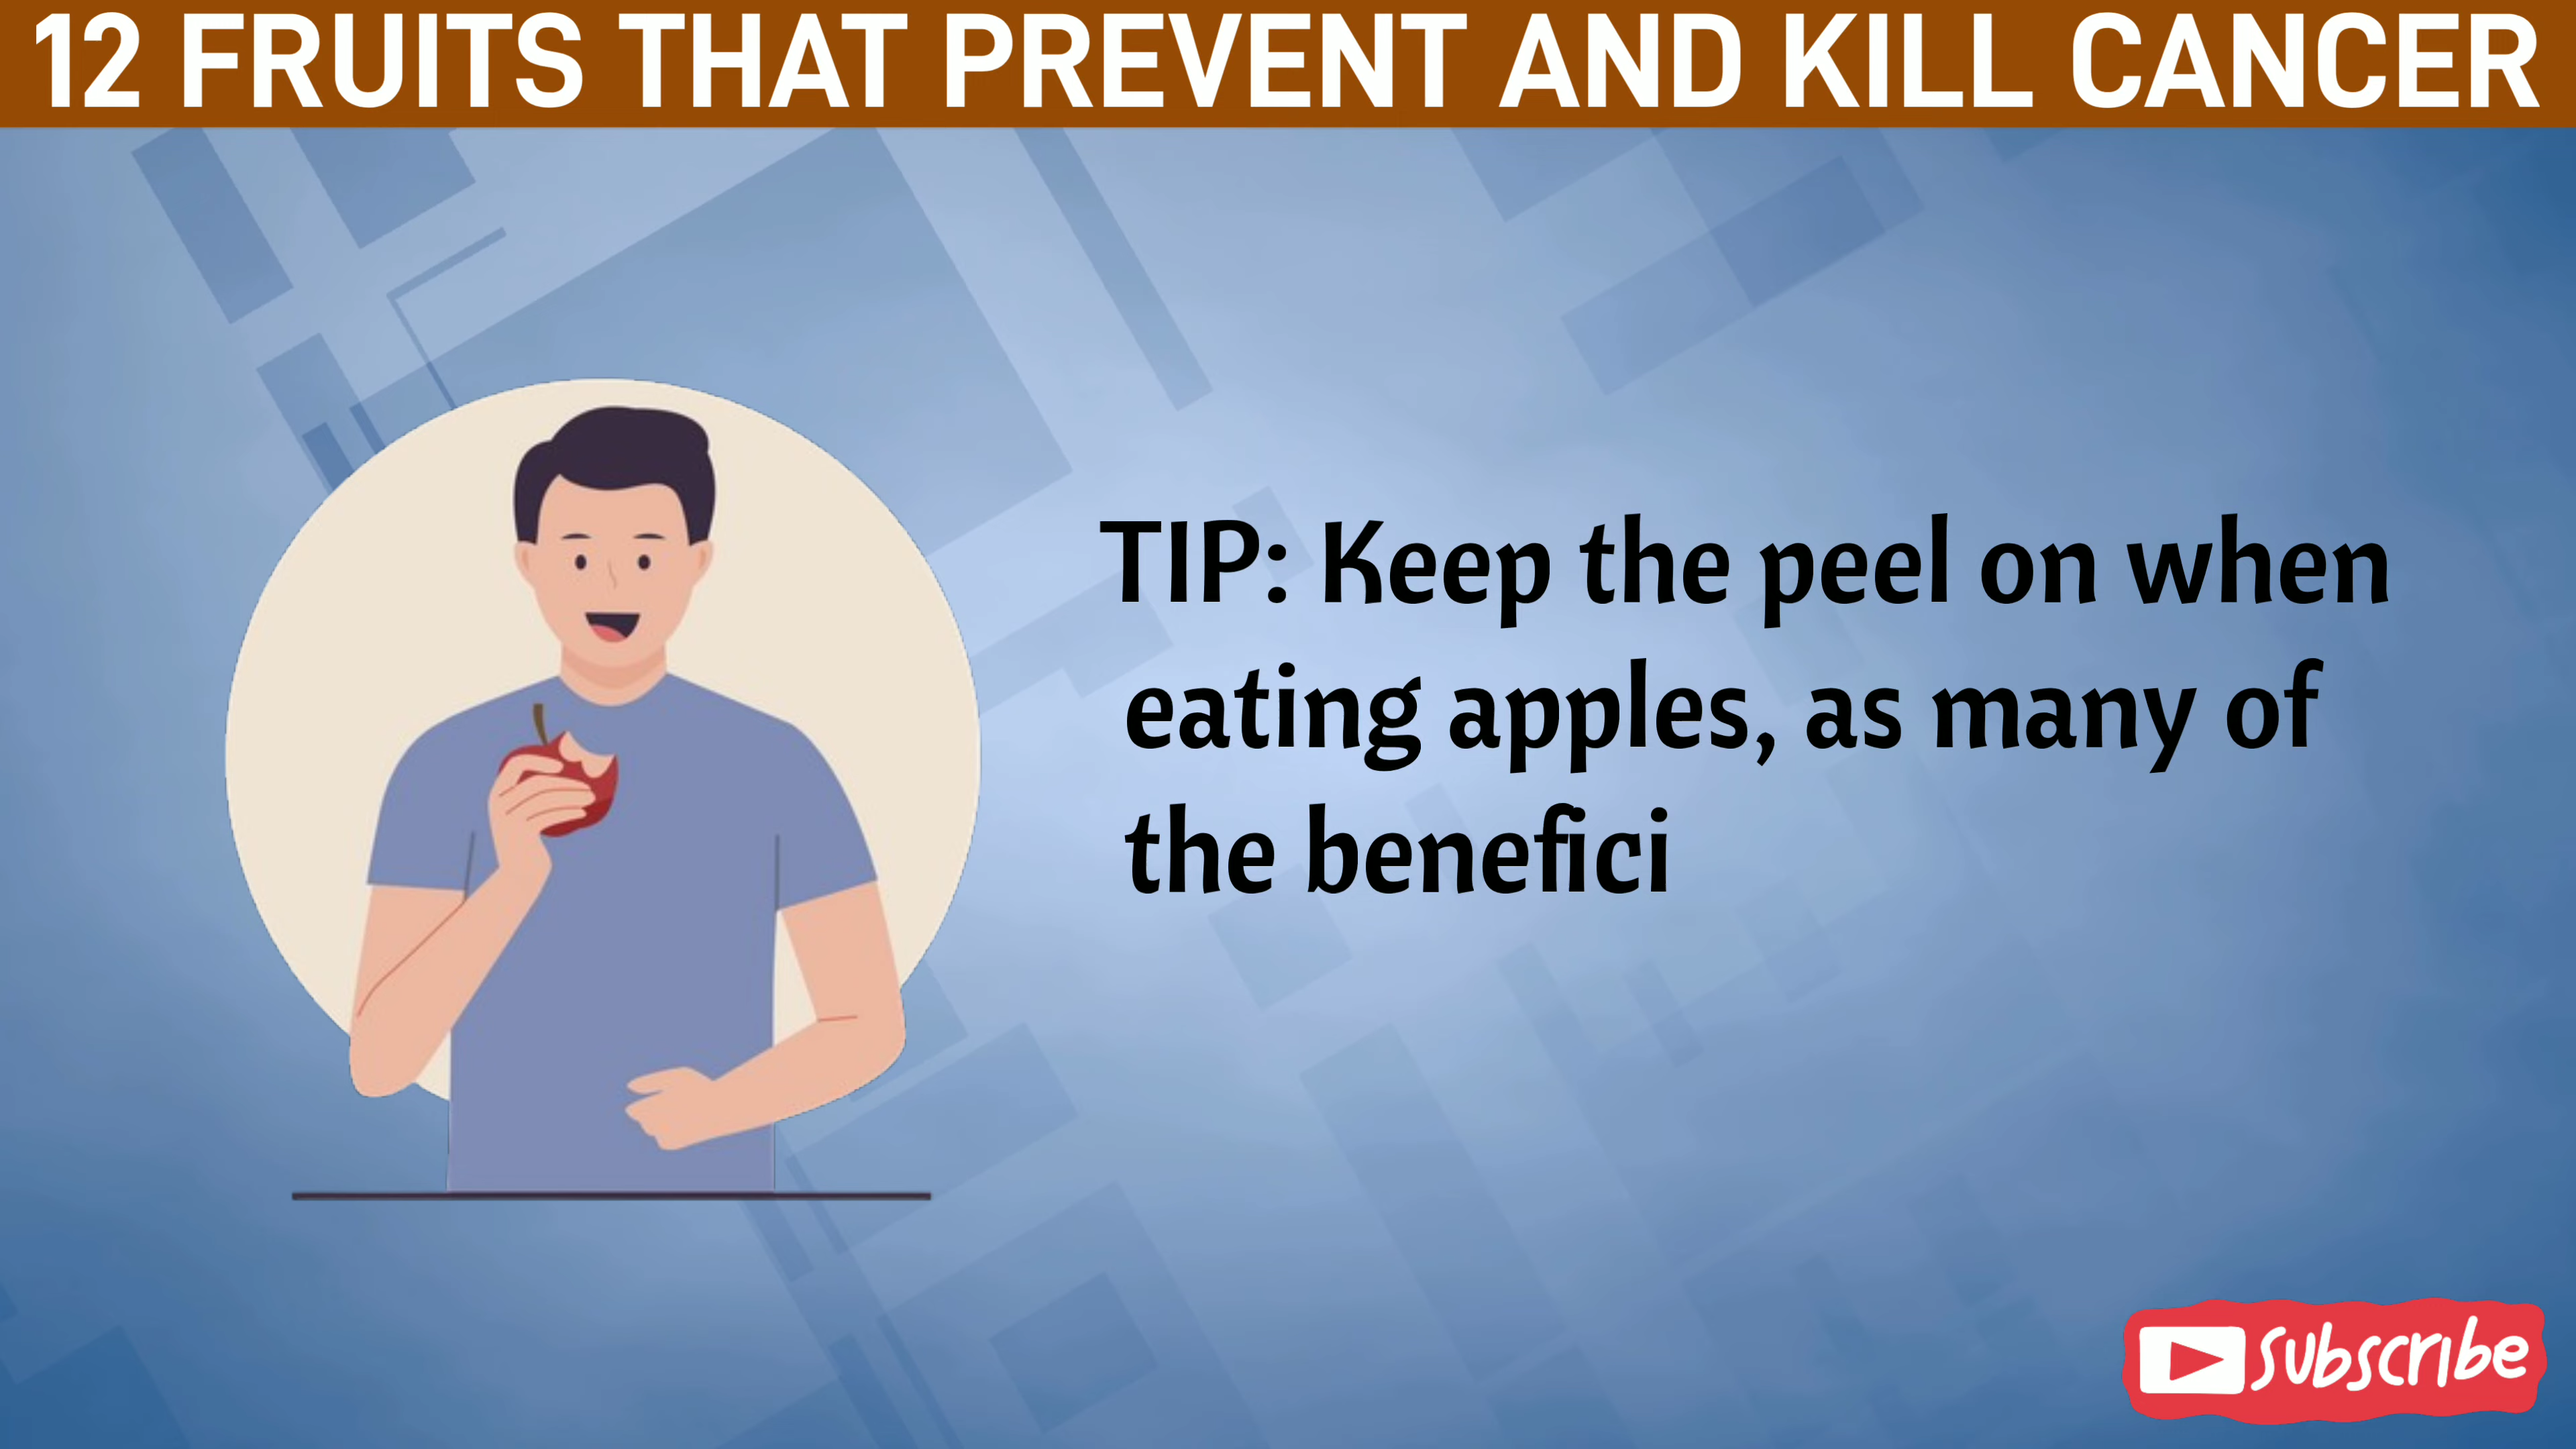 12 FRUITS THAT PREVENT AND KILL CANCER
TIP: Keep the peel on when
eating apples, as many of
the benefici
subscribe